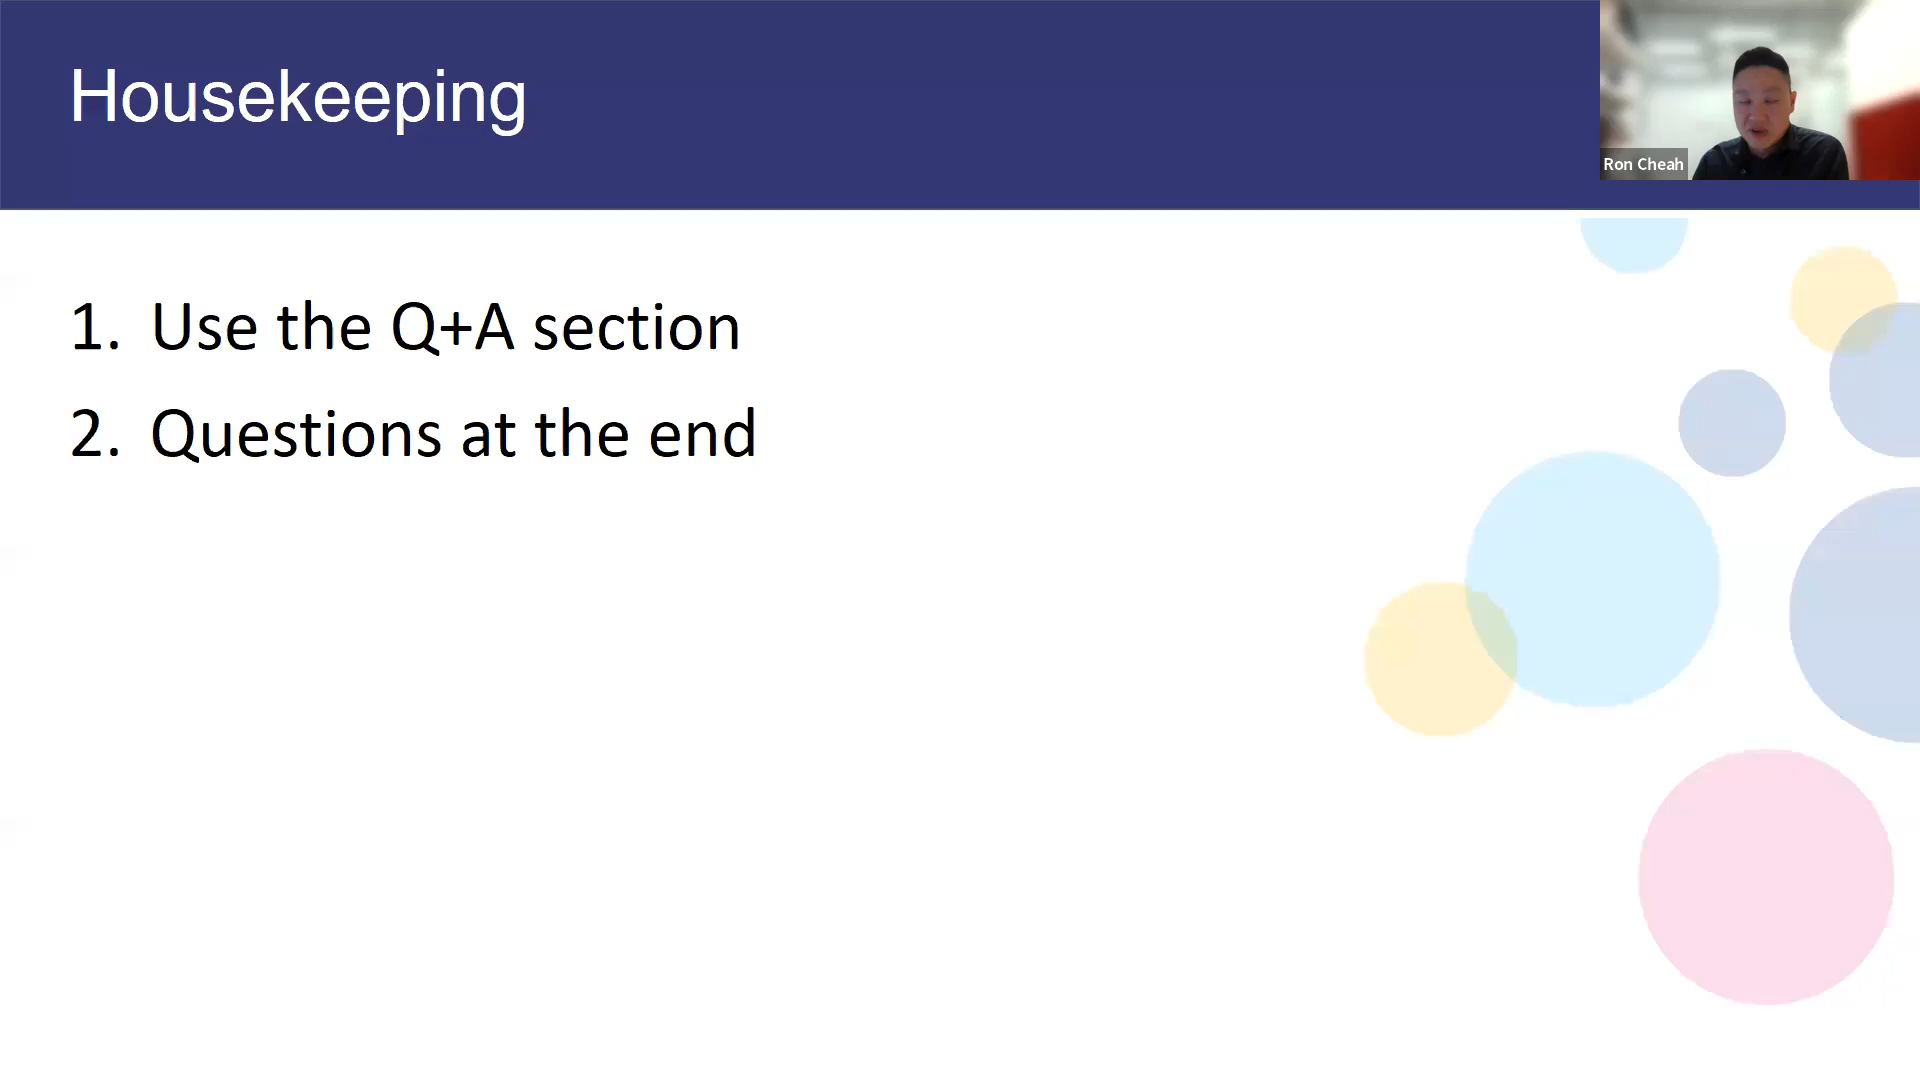 Housekeeping
Ron Cheah
1. Use the Q+A section
2. Questions at the end